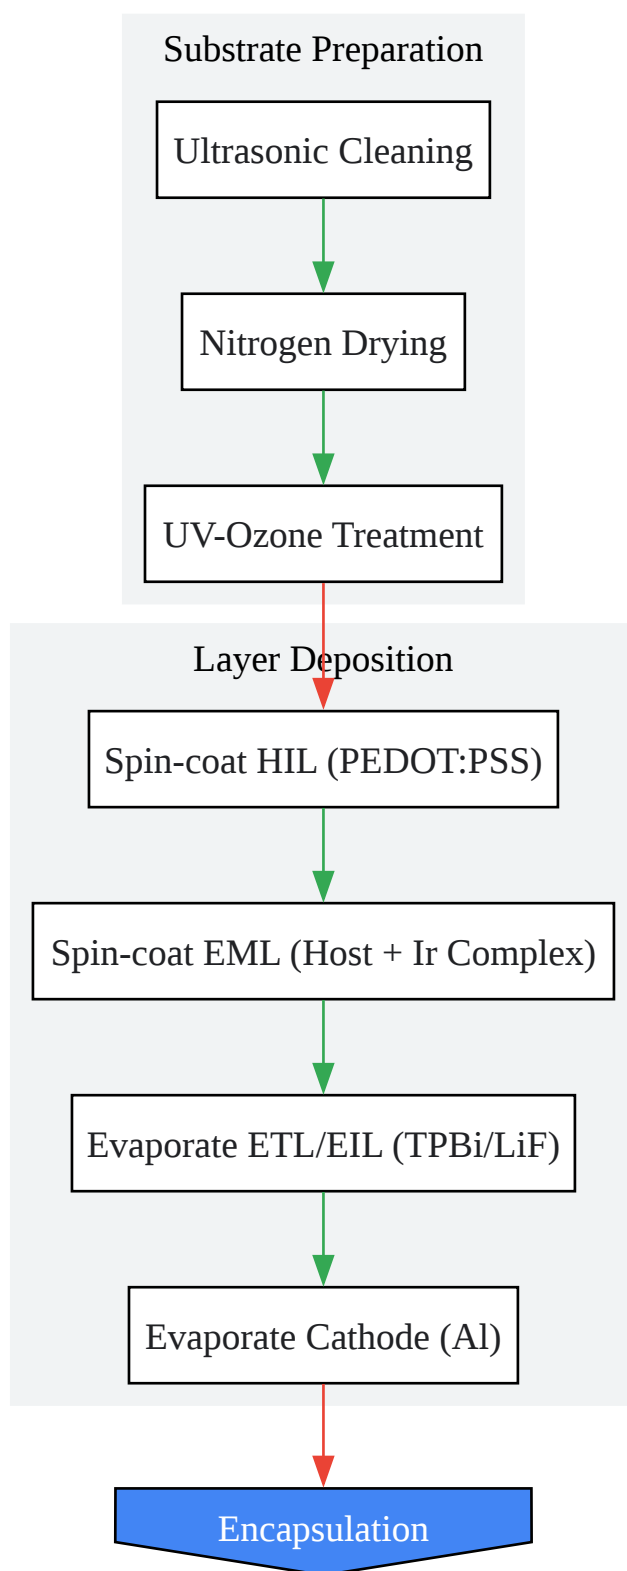 Substrate Preparation
Ultrasonic Cleaning
Nitrogen Drying
UV-Ozone Treatment
Layer Deposition
Spin-coat HIL (PEDOT:PSS)
Spin-coat EML (Host + Ir Complex)
Evaporate ETL/EIL (TPBi/LiF)
Evaporate Cathode (Al)
Encapsulation